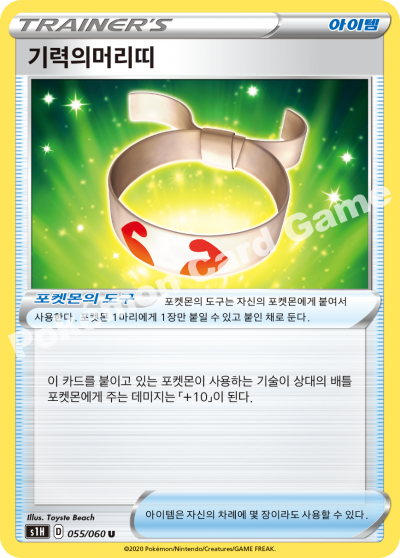 TRAINER'S
아이템
기력의머리띠
포켓몬의 도구 포켓몬의 도구는 자신의 포켓몬에게 붙여서
사용한다. 포켓몬 1마리에게 1장만 붙일 수 있고 붙인 채로 둔다.
이 카드를 붙이고 있는 포켓몬이 사용하는 기술이 상대의 배틀
포켓몬에게 주는 데미지는 「+10」이 된다.
Illus. Toyste Beach
아이템은 자신의 차례에 몇 장이라도 사용할 수 있다.
s1H D 055/060 U
©2020 Pokémon/Nintendo/Creatures/GAME FREAK.
Pokémon Card Game